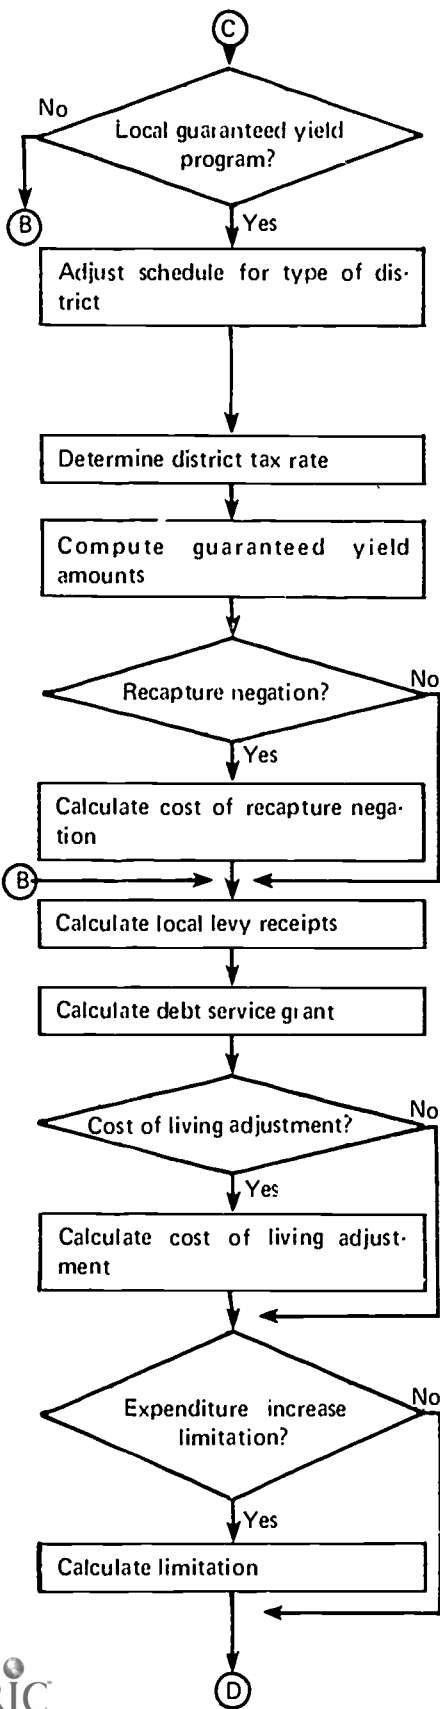 C
No
Local guaranteed yield
program?
B
Yes
Adjust schedule for type of dis-
trict
Determine district tax rate
Compute guaranteed yield
amounts
Recapture negation?
No
Yes
Calculate cost of recapture nega-
tion
B
Calculate local levy receipts
Calculate debt service grant
Cost of living adjustment?
No
Yes
Calculate cost of living adjust-
ment
Expenditure increase
limitation?
No
Yes
Calculate limitation
D
RIC